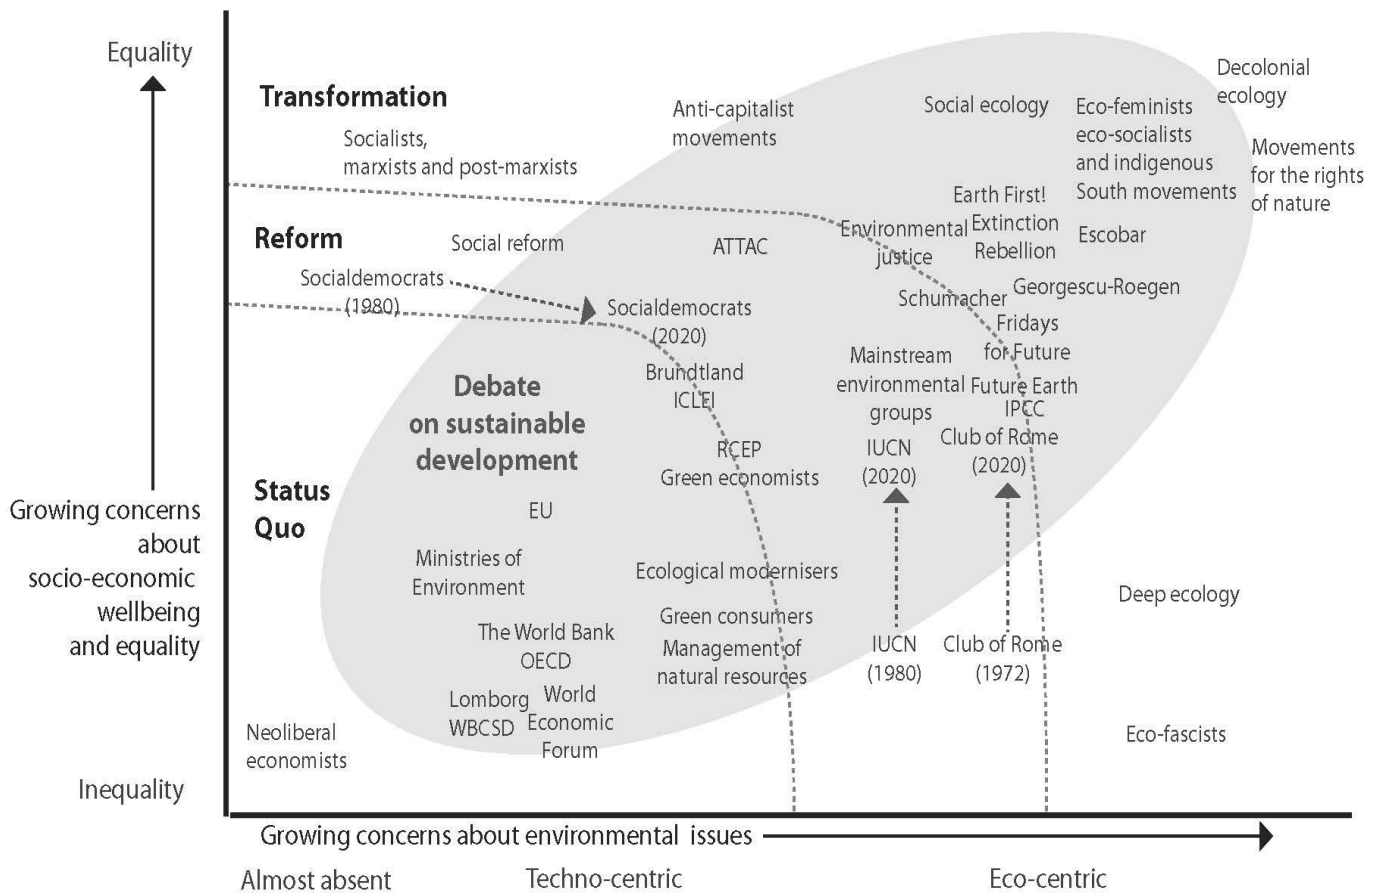 Equality
Transformation
Socialists,
marxists and post-marxists
Anti-capitalist
movements
Social ecology
Eco-feminists
eco-socialists
and indigenous
South movements
Decolonial
ecology
Movements
for the rights
of nature
Earth First!
Extinction
Rebellion
Escobar
Reform
Social reform
ATTAC
Environmental
justice
Socialdemocrats
(1980)
Socialdemocrats
(2020)
Schumacher
Georgescu-Roegen
Fridays
for Future
Debate
on sustainable
development
Brundtland
ICLEI
Mainstream
environmental
groups
Future Earth
IPCC
Club of Rome
(2020)
IUCN
(2020)
RCEP
Green economists
Status
Quo
EU
Growing concerns
about
socio-economic
wellbeing
and equality
Ministries of
Environment
Ecological modernisers
Green consumers
Management of
natural resources
The World Bank
OECD
Lomborg
WBCSD
World
Economic
Forum
IUCN
(1980)
Club of Rome
(1972)
Deep ecology
Eco-fascists
Neoliberal
economists
Inequality
Growing concerns about environmental issues
Almost absent
Techno-centric
Eco-centric